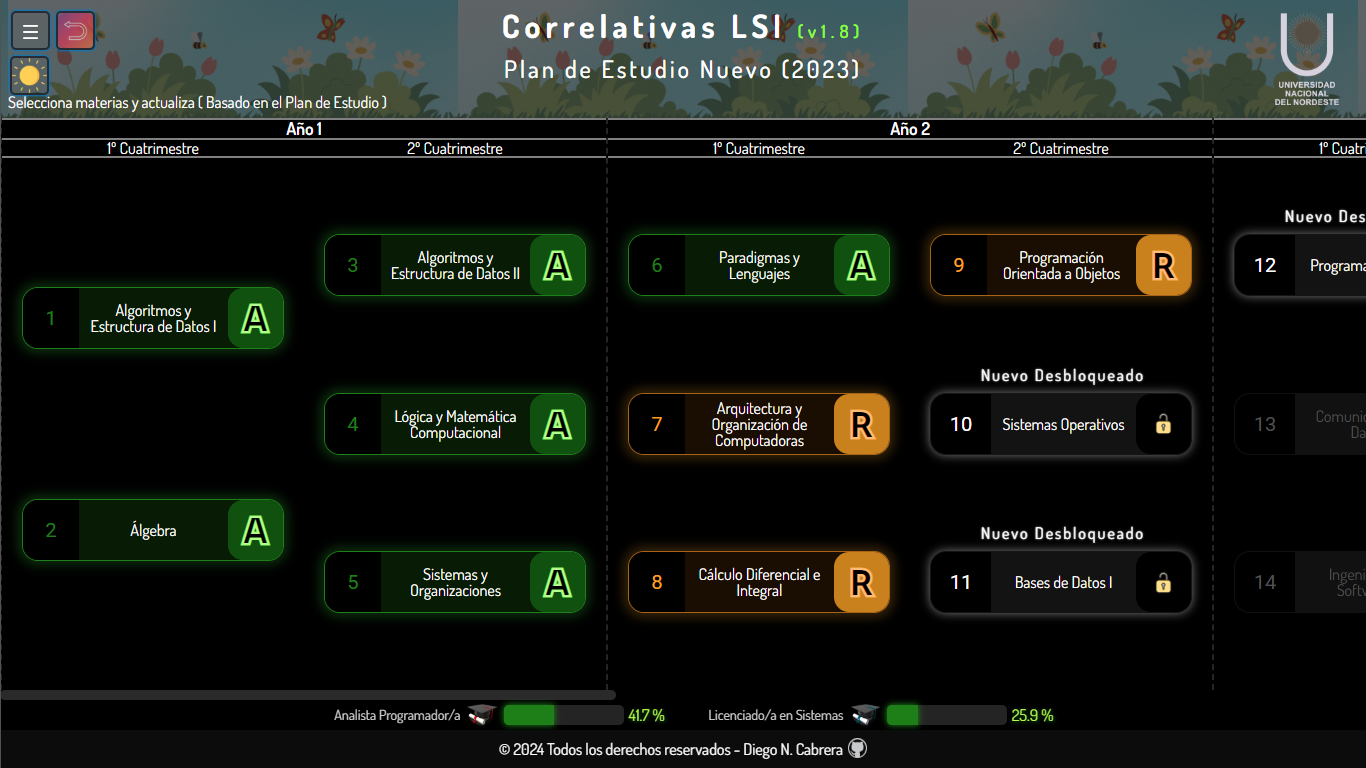 Correlativas LSI (v1.8)
Plan de Estudio Nuevo (2023)
UNIVERSIDAD
NACIONAL
DEL NORDESTE
Selecciona materias y actualiza ( Basado en el Plan de Estudio )
Año 1
Año 2
1º Cuatrimestre
2º Cuatrimestre
1º Cuatrimestre
2º Cuatrimestre
1º Cuatri
1
Algoritmos y
Estructura de Datos I
A
2
Álgebra
A
3
Algoritmos y
Estructura de Datos II
A
4
Lógica y Matemática
Computacional
A
5
Sistemas y
Organizaciones
A
6
Paradigmas y
Lenguajes
A
7
Arquitectura y
Organización de
Computadoras
R
8
Cálculo Diferencial e
Integral
R
9
Programación
Orientada a Objetos
R
Nuevo Desbloqueado
10
Sistemas Operativos
Nuevo Desbloqueado
11
Bases de Datos I
Nuevo Des
12
Programa
13
Comunic
Da
14
Ingeni
Softw
Analista Programador/a
41.7 %
Licenciado/a en Sistemas
25.9 %
© 2024 Todos los derechos reservados - Diego N. Cabrera